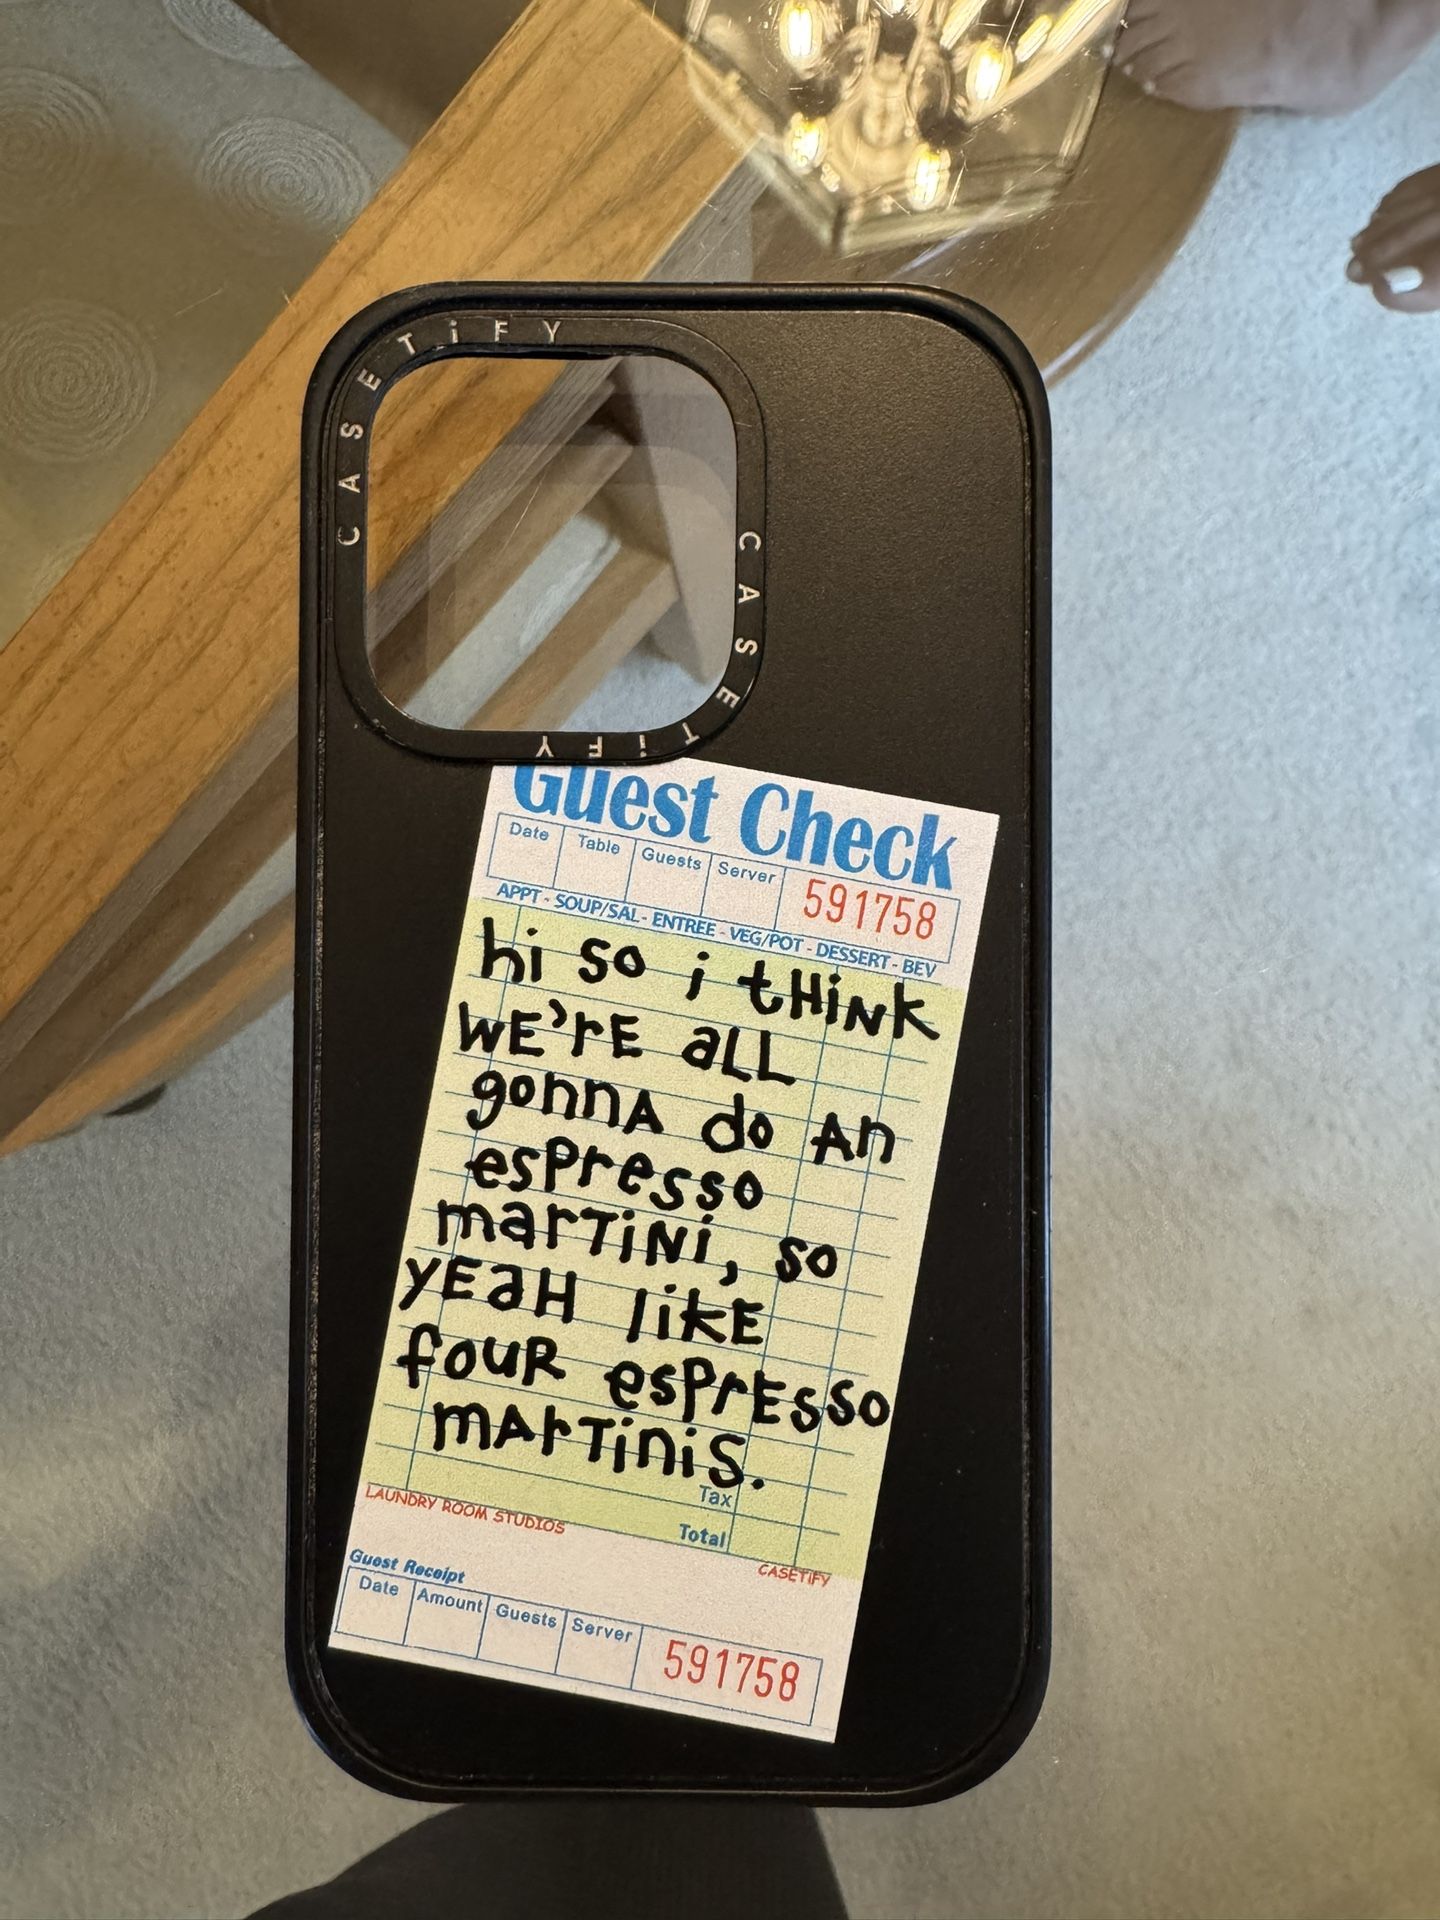 CASETiFY
CASETiFY
Guest Check
Date Table Guests Server 591758
APPT - SOUP/SAL - ENTREE - VEG/POT - DESSERT - BEV
hi so i tHiNK
WE'rE aLL
gonnA do An
esPresso
marTiNi, so
yEaH likE
fouR esPrEsso
mArTinis.
Tax
LAUNDRY ROOM STUDIOS
Total
CASETIFY
Guest Receipt
Date Amount Guests Server 591758